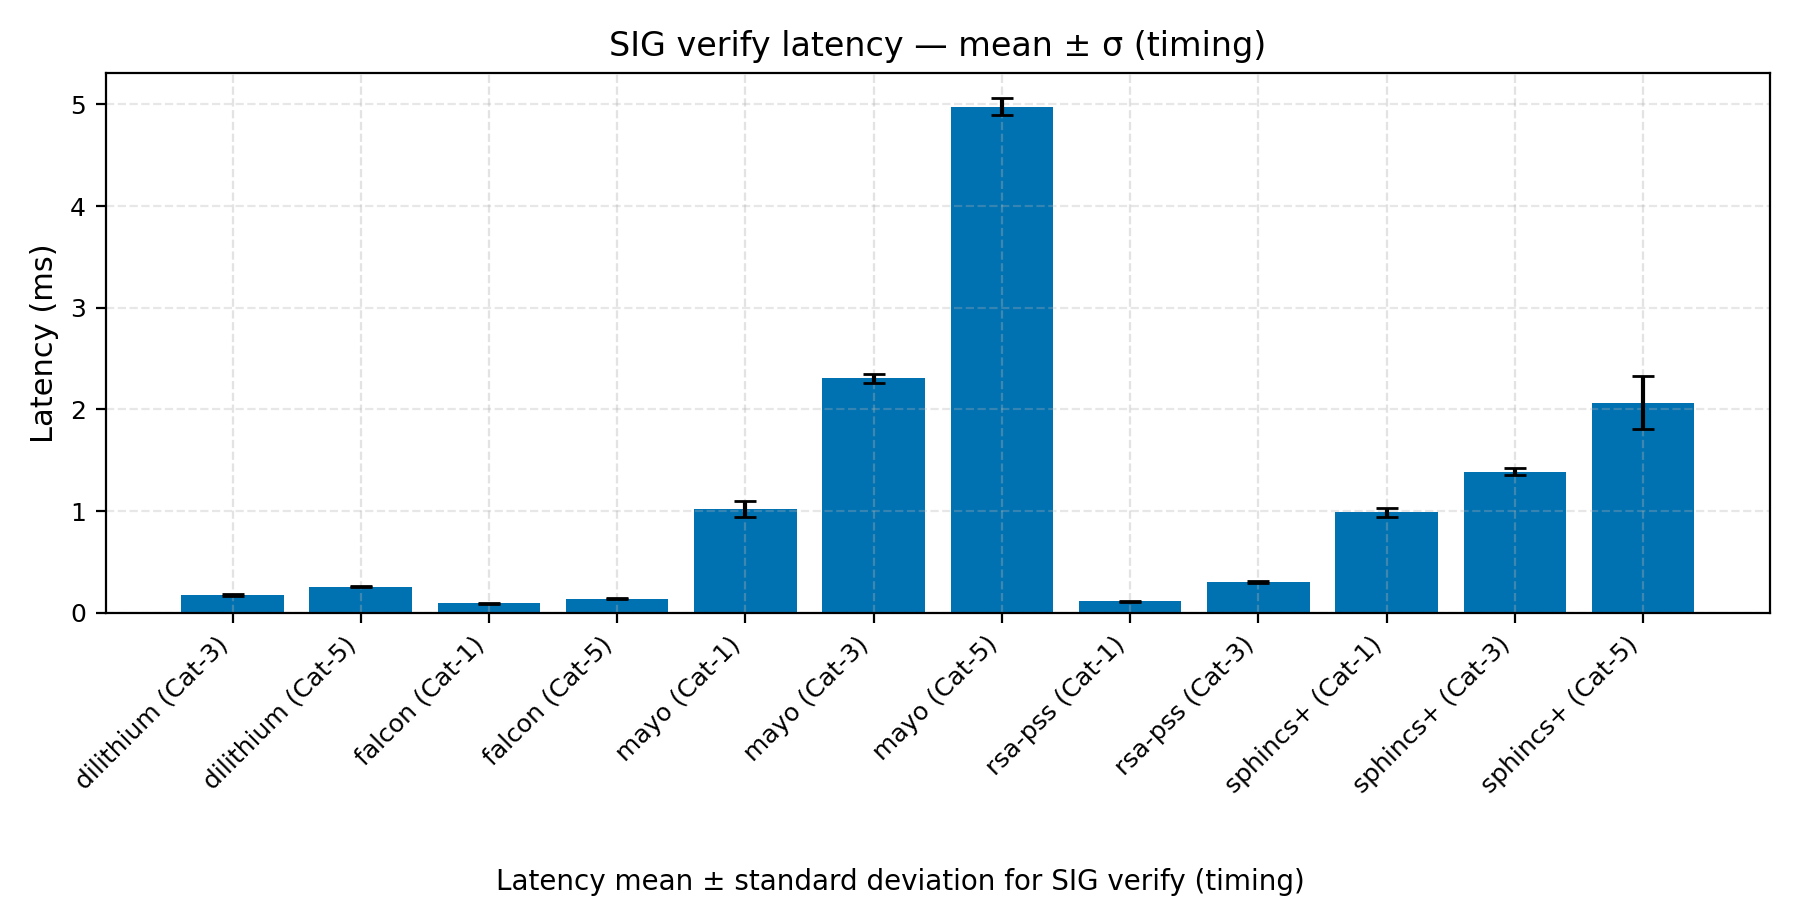 SIG verify latency — mean ± σ (timing)
Latency (ms)
5
4
3
2
1
0
dilithium (Cat-3)
dilithium (Cat-5)
falcon (Cat-1)
falcon (Cat-5)
mayo (Cat-1)
mayo (Cat-3)
mayo (Cat-5)
rsa-pss (Cat-1)
rsa-pss (Cat-3)
sphincs+ (Cat-1)
sphincs+ (Cat-3)
sphincs+ (Cat-5)
Latency mean ± standard deviation for SIG verify (timing)